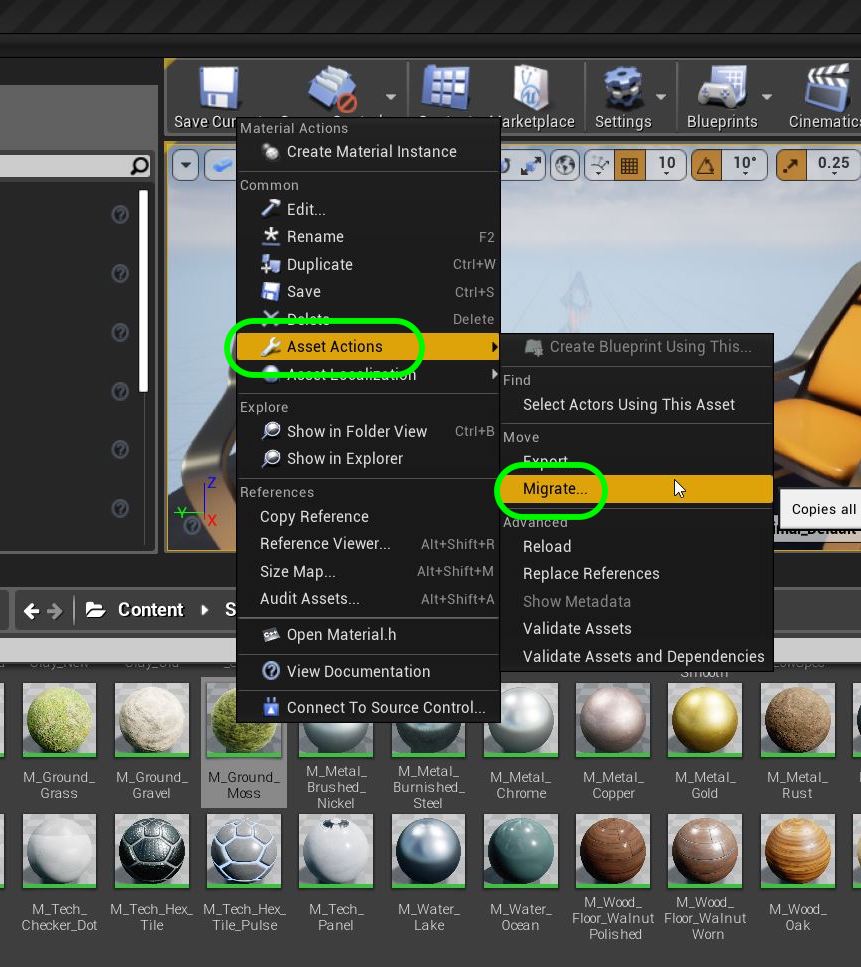 Save Cur
Marketplace
Settings
Blueprints
Cinematic
Material Actions
Create Material Instance
10
10°
0.25
Common
Edit...
Rename F2
Duplicate Ctrl+W
Save Ctrl+S
Delete Delete
Asset Actions
Asset Localization
Explore
Show in Folder View Ctrl+B
Show in Explorer
References
Copy Reference
Reference Viewer... Alt+Shift+R
Size Map... Alt+Shift+M
Audit Assets... Alt+Shift+A
Open Material.h
View Documentation
Connect To Source Control...
Create Blueprint Using This...
Find
Select Actors Using This Asset
Move
Export
Migrate...
Copies all
Advanced
Reload
Replace References
Show Metadata
Validate Assets
Validate Assets and Dependencies
Z
Y
X
Content S
Smooth
M_Ground_
Grass
M_Ground_
Gravel
M_Ground_
Moss
M_Metal_
Brushed_
Nickel
M_Metal_
Burnished_
Steel
M_Metal_
Chrome
M_Metal_
Copper
M_Metal_
Gold
M_Metal_
Rust
M_Tech_
Checker_Dot
M_Tech_Hex_
Tile
M_Tech_Hex_
Tile_Pulse
M_Tech_
Panel
M_Water_
Lake
M_Water_
Ocean
M_Wood_
Floor_Walnut
Polished
M_Wood_
Floor_Walnut
Worn
M_Wood_
Oak